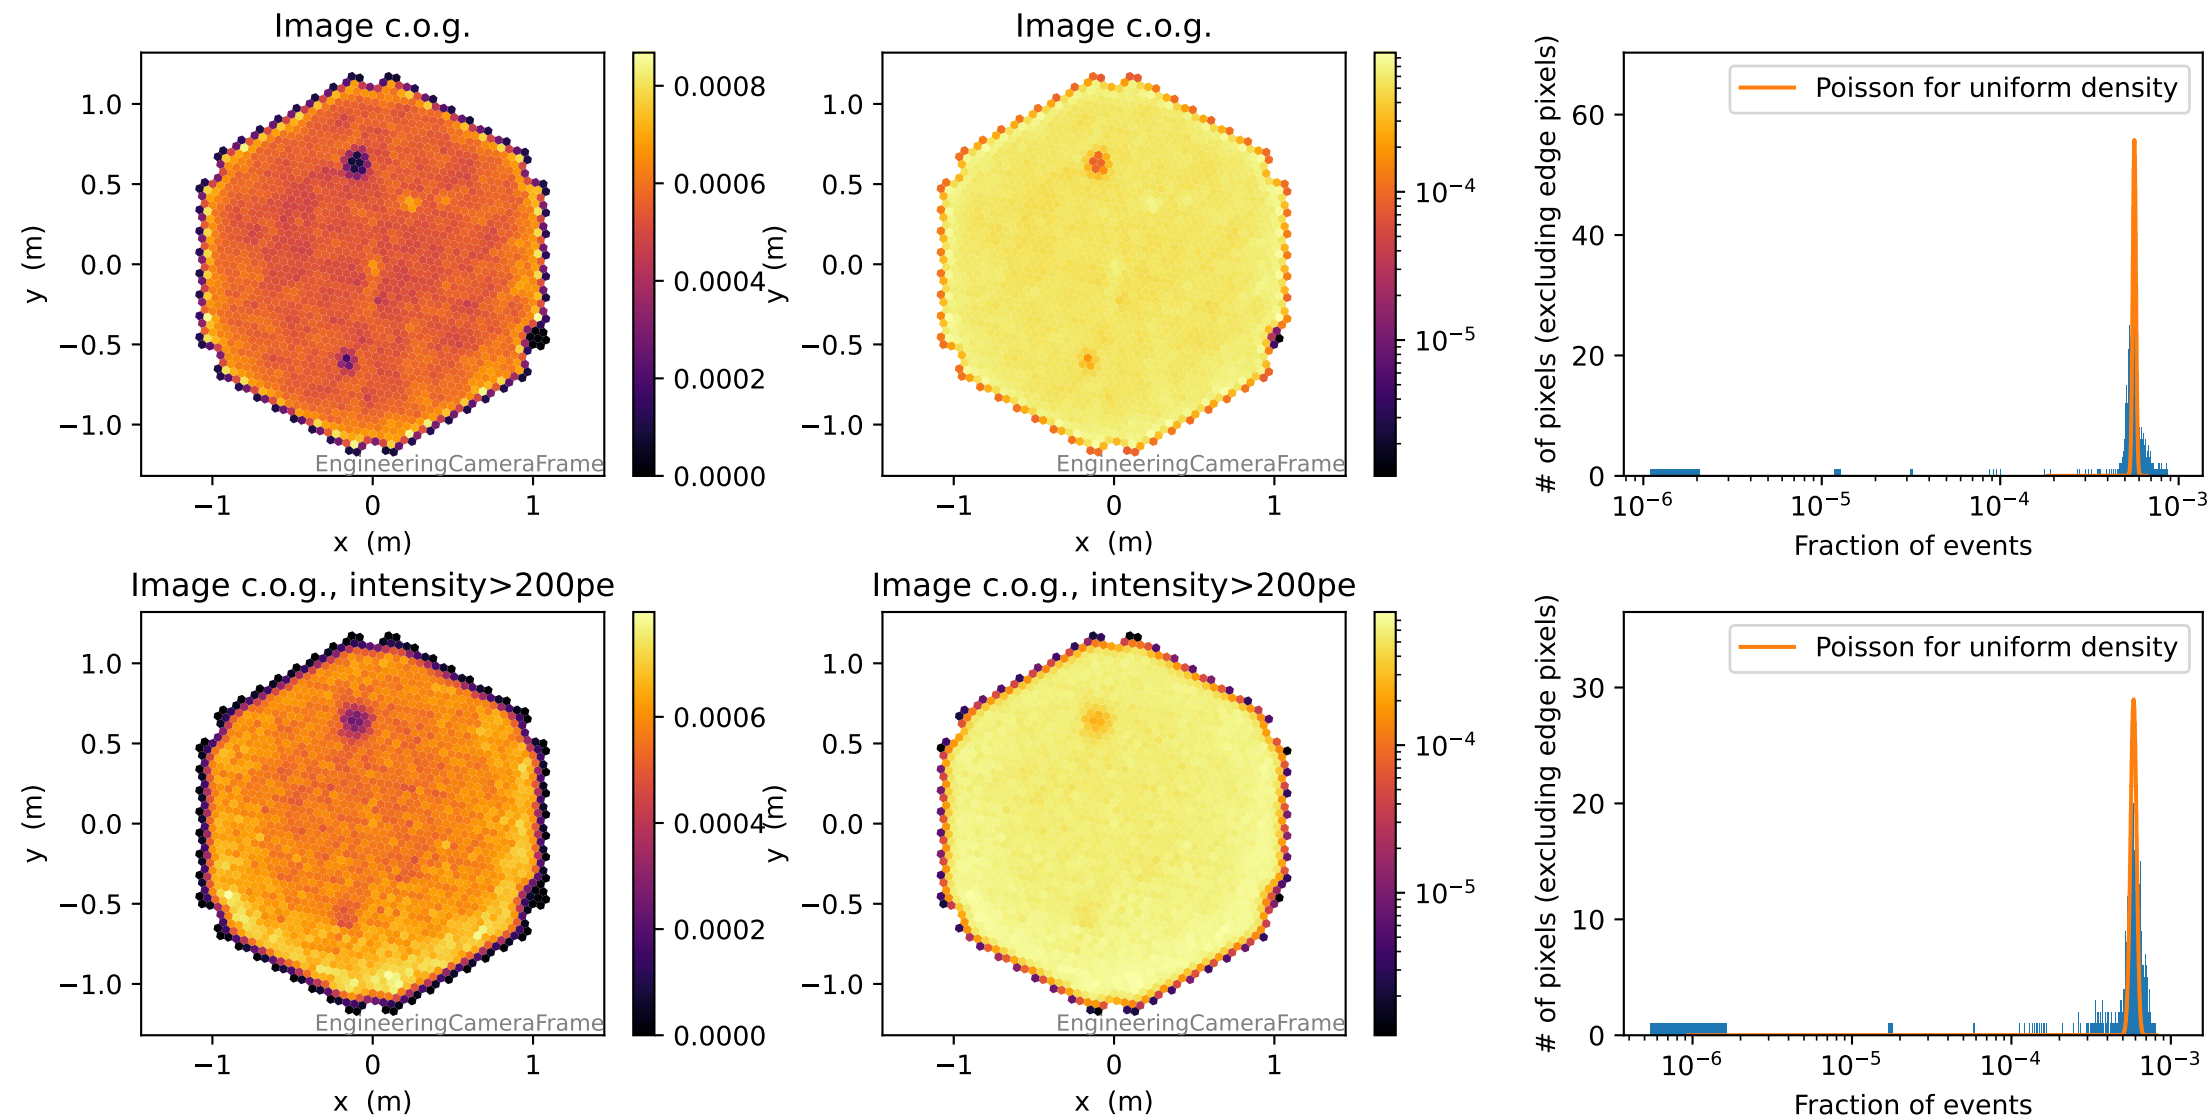 Image c.o.g.
1.0
0.5
0.0
−0.5
−1.0
y (m)
−1
0
1
x (m)
EngineeringCameraFrame
0.0008
0.0006
0.0004
0.0002
0.0000
Image c.o.g.
1.0
0.5
0.0
−0.5
−1.0
y (m)
−1
0
1
x (m)
EngineeringCameraFrame
10⁻⁴
10⁻⁵
Poisson for uniform density
60
40
20
0
# of pixels (excluding edge pixels)
10⁻⁶
10⁻⁵
10⁻⁴
10⁻³
Fraction of events
Image c.o.g., intensity>200pe
1.0
0.5
0.0
−0.5
−1.0
y (m)
−1
0
1
x (m)
EngineeringCameraFrame
0.0006
0.0004
0.0002
0.0000
Image c.o.g., intensity>200pe
1.0
0.5
0.0
−0.5
−1.0
y (m)
−1
0
1
x (m)
EngineeringCameraFrame
10⁻⁴
10⁻⁵
Poisson for uniform density
30
20
10
0
# of pixels (excluding edge pixels)
10⁻⁶
10⁻⁵
10⁻⁴
10⁻³
Fraction of events